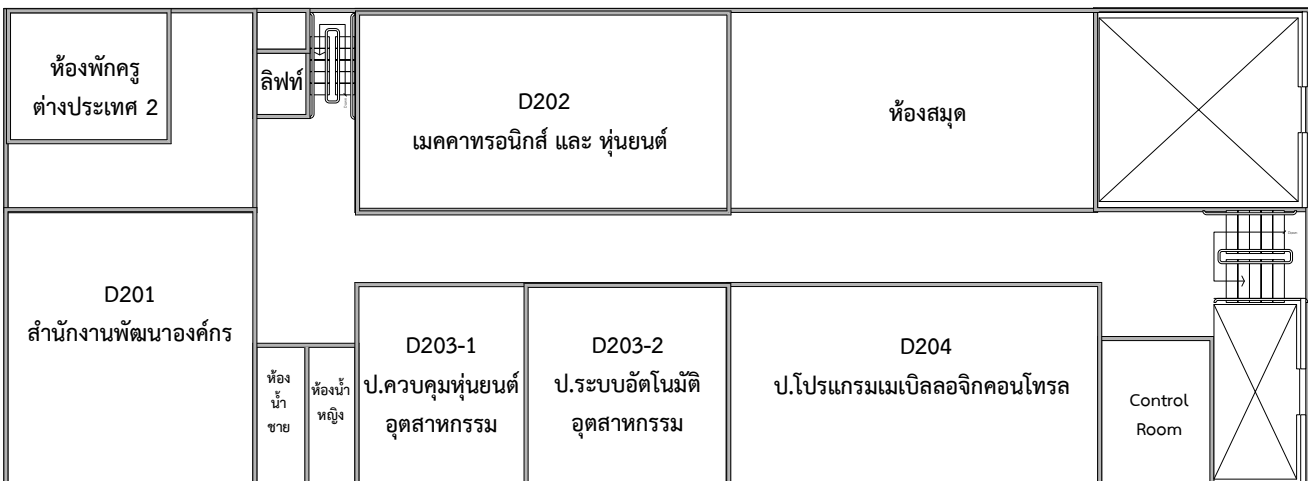 ห้องพักครู
ต่างประเทศ 2
ลิฟท์
D202
เมคคาทรอนิกส์ และ หุ่นยนต์
ห้องสมุด
D201
สำนักงานพัฒนาองค์กร
ห้อง
น้ำ
ชาย
ห้องน้ำ
หญิง
D203-1
ป.ควบคุมหุ่นยนต์
อุตสาหกรรม
D203-2
ป.ระบบอัตโนมัติ
อุตสาหกรรม
D204
ป.โปรแกรมเมเบิลลอจิกคอนโทรล
Control
Room